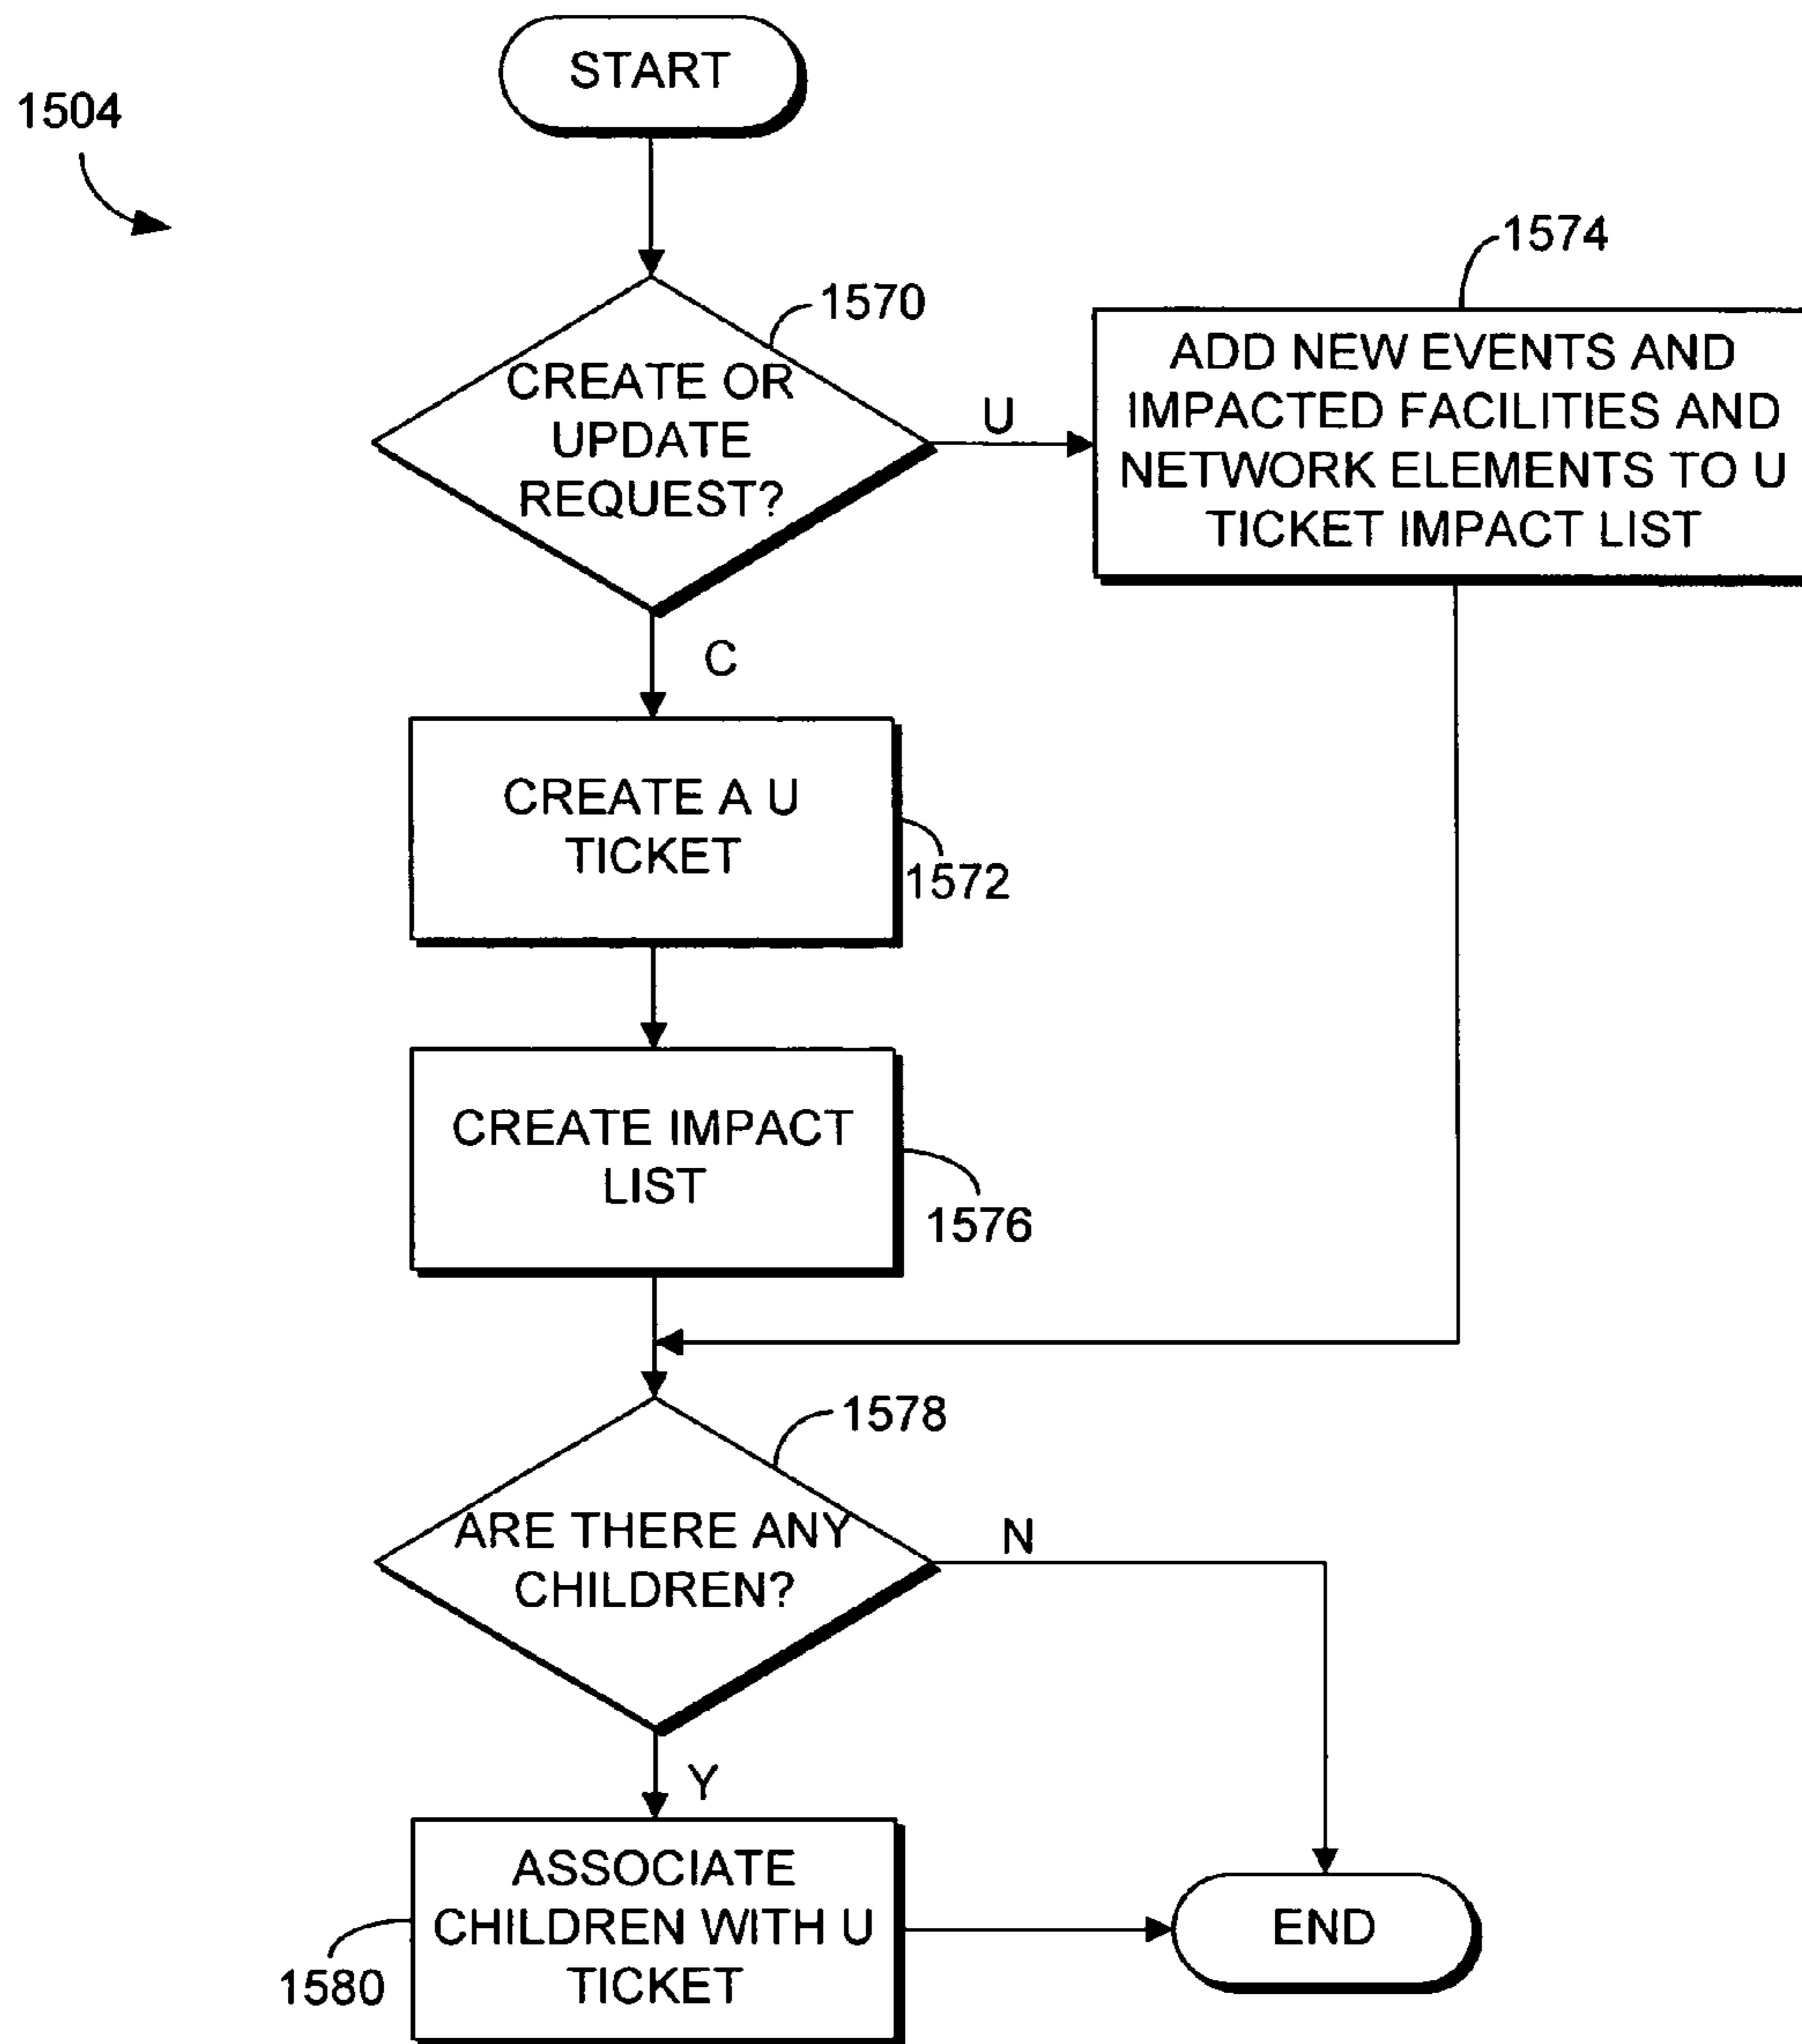 START
1504
1570
CREATE OR
UPDATE
REQUEST?
U
1574
ADD NEW EVENTS AND
IMPACTED FACILITIES AND
NETWORK ELEMENTS TO U
TICKET IMPACT LIST
C
CREATE A U
TICKET
1572
CREATE IMPACT
LIST
1576
1578
ARE THERE ANY
CHILDREN?
N
Y
ASSOCIATE
CHILDREN WITH U
TICKET
1580
END